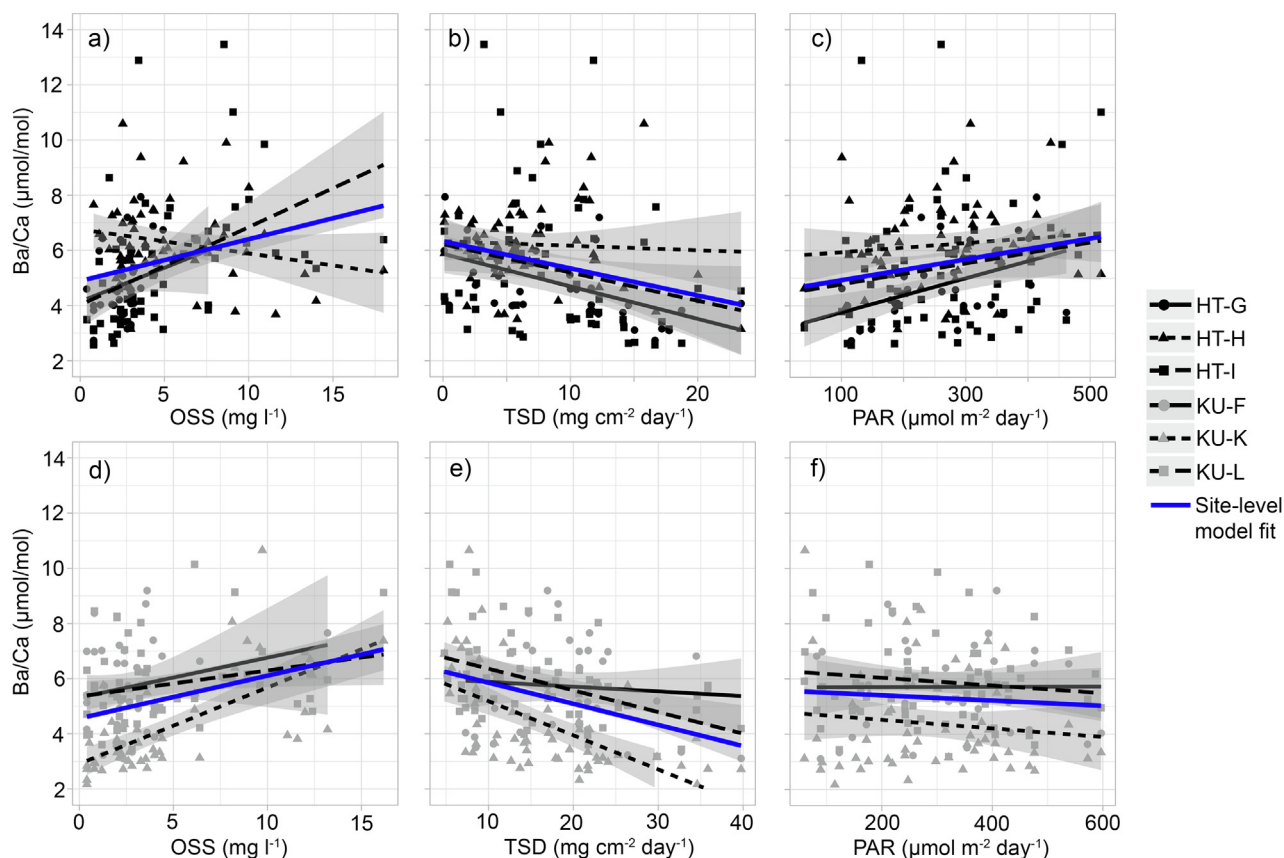 a)
b)
c)
14
12
10
8
6
4
2
Ba/Ca (μmol/mol)
0 5 10 15
OSS (mg l⁻¹)
0 10 20
TSD (mg cm⁻² day⁻¹)
100 200 300 400 500
PAR (μmol m⁻² day⁻¹)
d)
e)
f)
14
12
10
8
6
4
2
Ba/Ca (μmol/mol)
0 5 10 15
OSS (mg l⁻¹)
10 20 30 40
TSD (mg cm⁻² day⁻¹)
200 400 600
PAR (μmol m⁻² day⁻¹)
HT-G
HT-H
HT-I
KU-F
KU-K
KU-L
Site-level
model fit